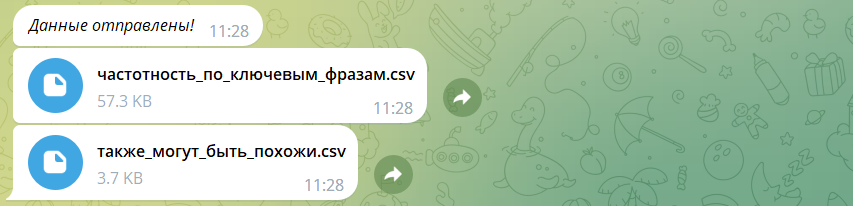 Данные отправлены! 11:28
частотность_по_ключевым_фразам.csv
57.3 KB 11:28
также_могут_быть_похожи.csv
3.7 KB 11:28